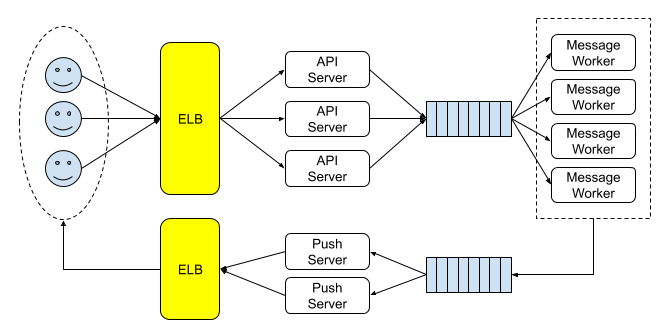 ELB
API
Server
API
Server
API
Server
Message
Worker
Message
Worker
Message
Worker
Message
Worker
ELB
Push
Server
Push
Server